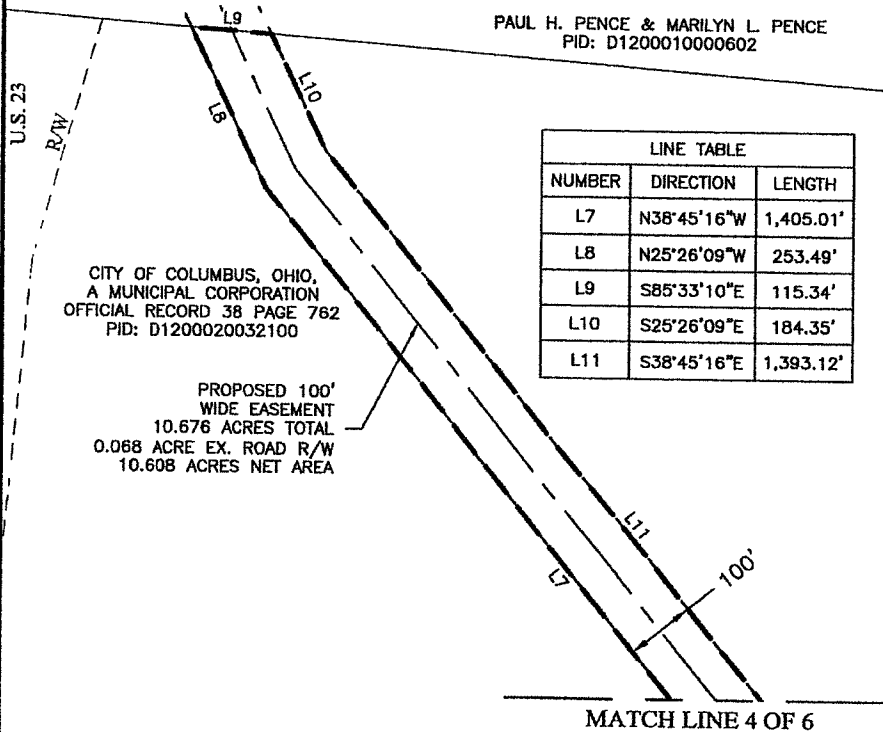 PAUL H. PENCE & MARILYN L. PENCE
PID: D1200010000602
L9
U.S. 23
R/W
L8
L10
LINE TABLE
NUMBER DIRECTION LENGTH
L7 N38°45'16"W 1,405.01'
L8 N25°26'09"W 253.49'
L9 S85°33'10"E 115.34'
L10 S25°26'09"E 184.35'
L11 S38°45'16"E 1,393.12'
CITY OF COLUMBUS, OHIO,
A MUNICIPAL CORPORATION
OFFICIAL RECORD 38 PAGE 762
PID: D1200020032100
PROPOSED 100'
WIDE EASEMENT
10.676 ACRES TOTAL
0.068 ACRE EX. ROAD R/W
10.608 ACRES NET AREA
L11
L7
100'
MATCH LINE 4 OF 6